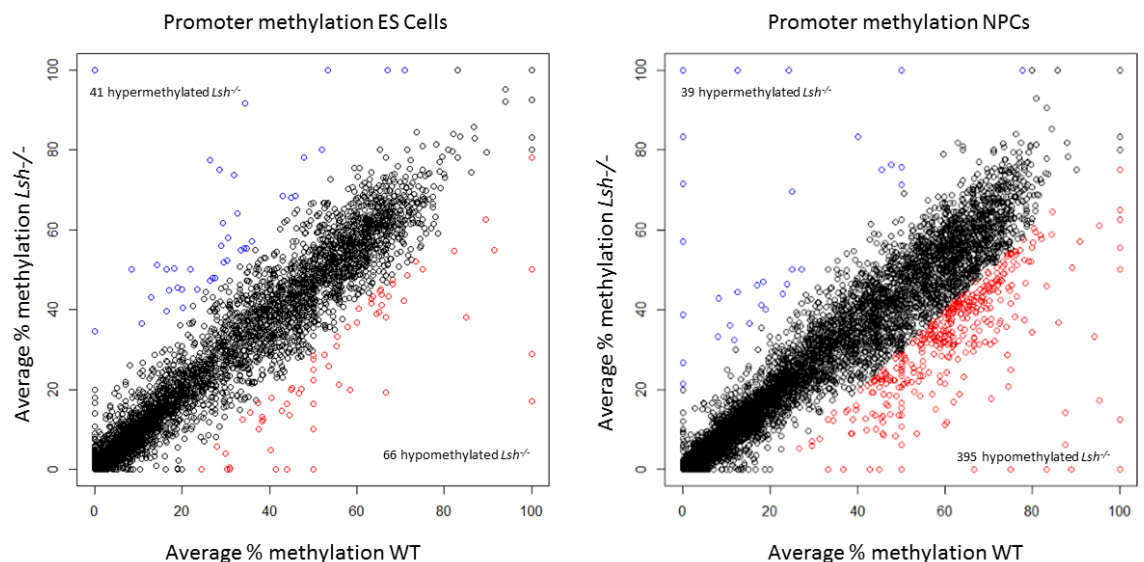 Promoter methylation ES Cells
Average % methylation Lsh-/-
100
80
60
40
20
0
41 hypermethylated Lsh-/-
66 hypomethylated Lsh-/-
0 20 40 60 80 100
Average % methylation WT
Promoter methylation NPCs
Average % methylation Lsh-/-
100
80
60
40
20
0
39 hypermethylated Lsh-/-
395 hypomethylated Lsh-/-
0 20 40 60 80 100
Average % methylation WT